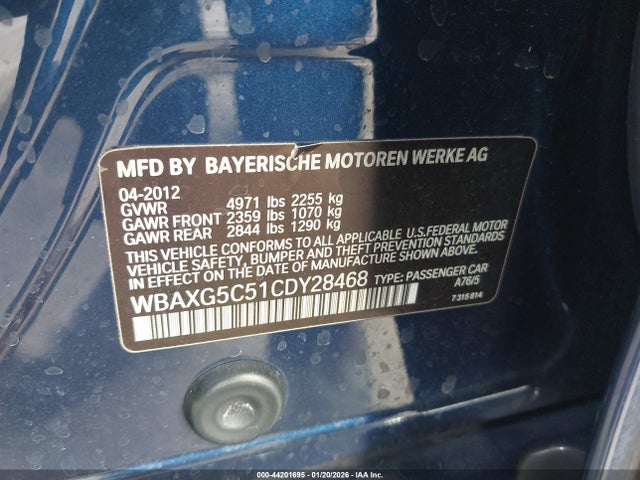 MFD BY BAYERISCHE MOTOREN WERKE AG
04-2012
GVWR 4971 lbs 2255 kg
GAWR FRONT 2359 lbs 1070 kg
GAWR REAR 2844 lbs 1290 kg
THIS VEHICLE CONFORMS TO ALL APPLICABLE U.S.FEDERAL MOTOR
VEHICLE SAFETY, BUMPER, AND THEFT PREVENTION STANDARDS
IN EFFECT ON THE DATE OF MANUFACTURE SHOWN ABOVE.
WBAXG5C51CDY28468 TYPE: PASSENGER CAR
A76/5
7 315 814
000-44201695 - 01/20/2026 - IAAI.COM